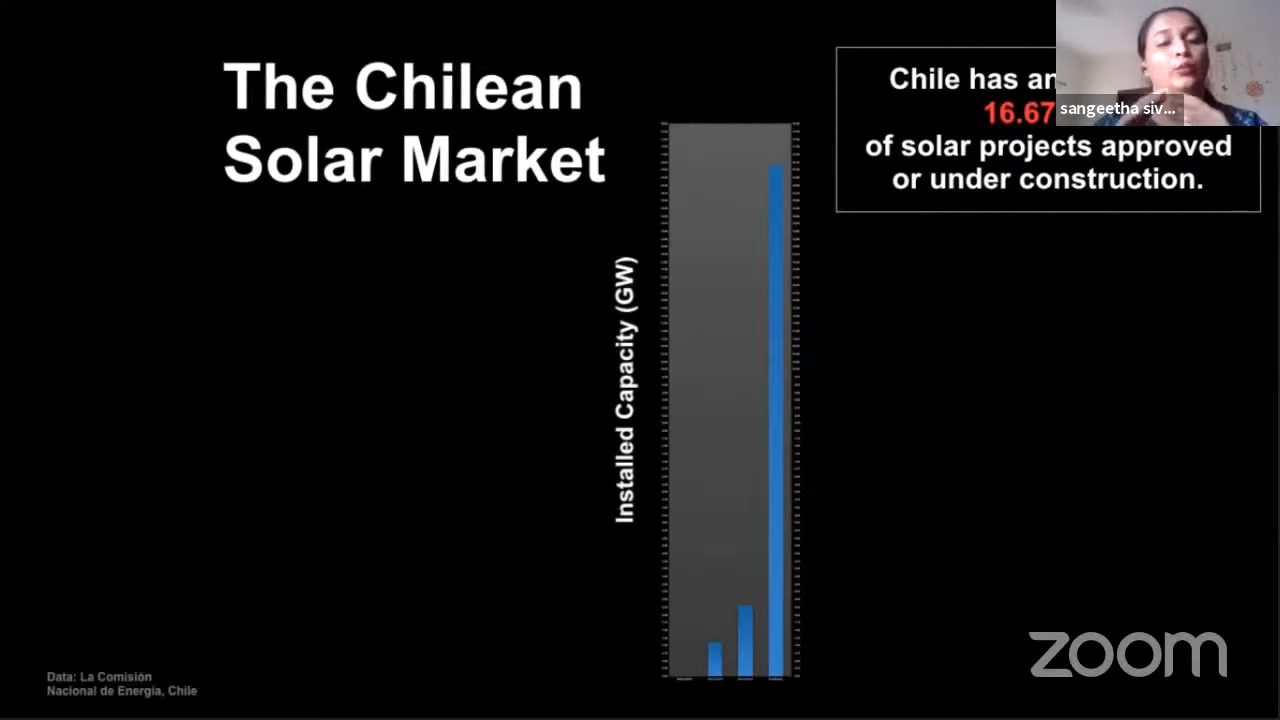 The Chilean
Solar Market
Chile has an
16.67
of solar projects approved
or under construction.
sangeetha siv...
Installed Capacity (GW)
Data: La Comisión
Nacional de Energía, Chile
zoom